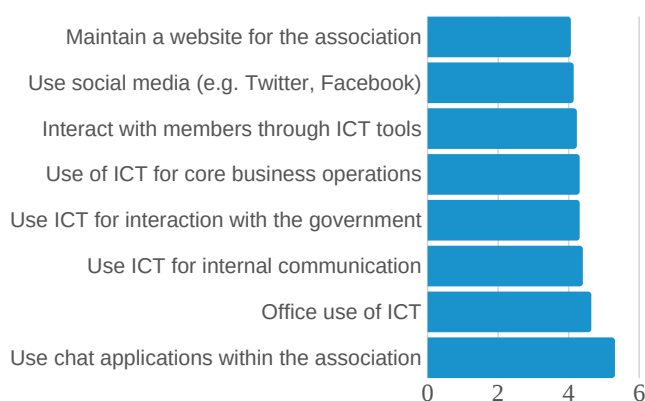 Maintain a website for the association
Use social media (e.g. Twitter, Facebook)
Interact with members through ICT tools
Use of ICT for core business operations
Use ICT for interaction with the government
Use ICT for internal communication
Office use of ICT
Use chat applications within the association
0 2 4 6